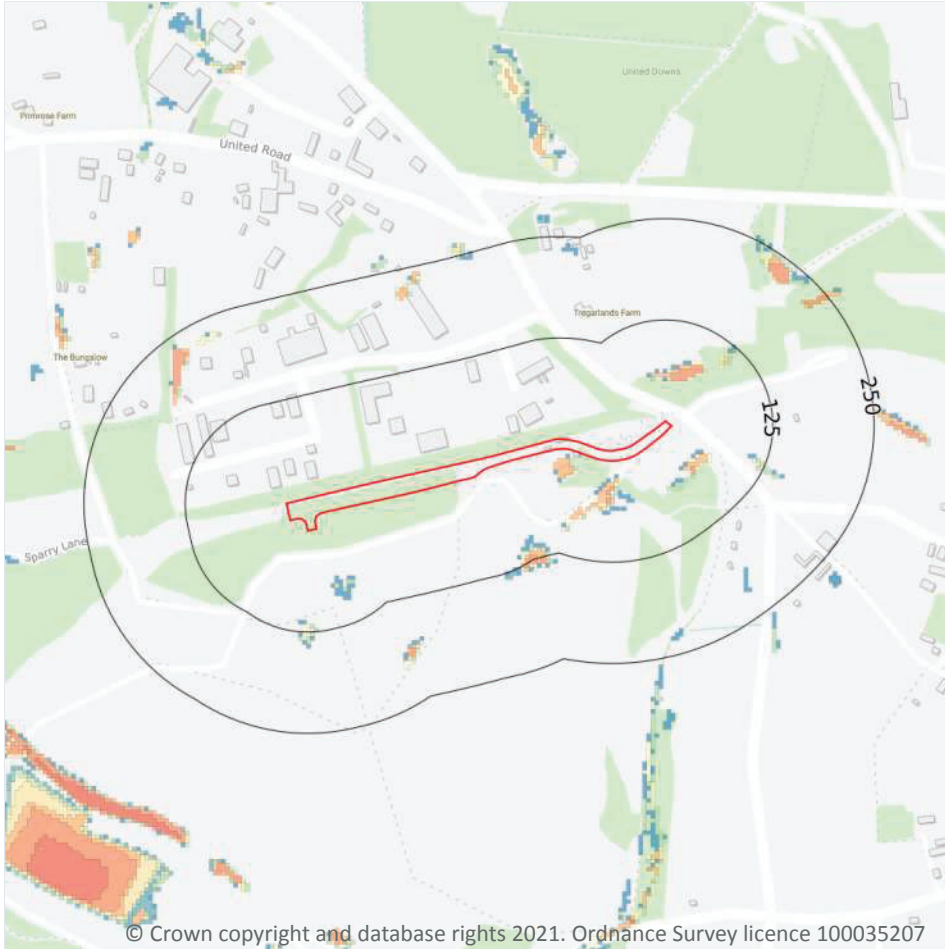 United Downs
Primrose Farm
United Road
Tregarlands Farm
The Bungalow
250
125
Sparry Lane
© Crown copyright and database rights 2021. Ordnance Survey licence 100035207